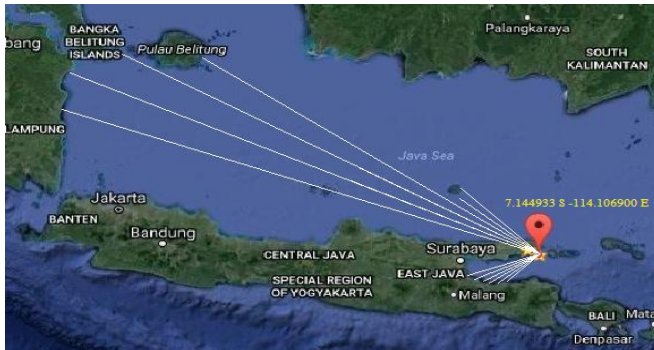 Palangkaraya
BANGKA
BELITUNG
ISLANDS
bang
Pulau Belitung
SOUTH
KALIMANTAN
LAMPUNG
Java Sea
Jakarta
7.144933 S -114.106900 E
BANTEN
Bandung
Surabaya
CENTRAL JAVA
EAST JAVA
SPECIAL REGION
OF YOGYAKARTA
Malang
BALI
Mata
Denpasar